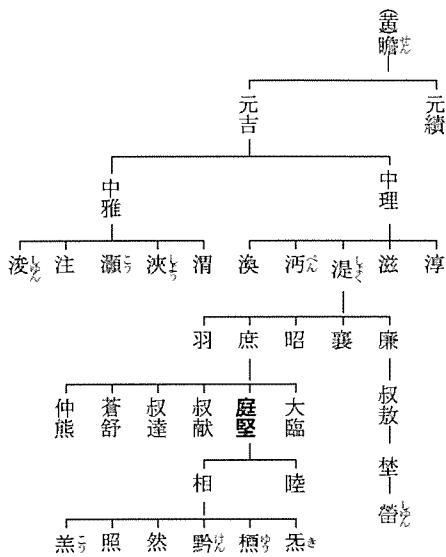 (黄)瞻せん
元績
元吉
中理
中雅
淳
滋
湜しょく
沔べん
渙
渭
浹しょう
灝こう
注
浚しゅん
廉
襄
昭
庶
羽
叔敖
埜
しゅん
大臨
庭堅
叔献
叔達
蒼舒
仲熊
睦
相
炁き
槱ゆう
黔けん
然
照
羔こう